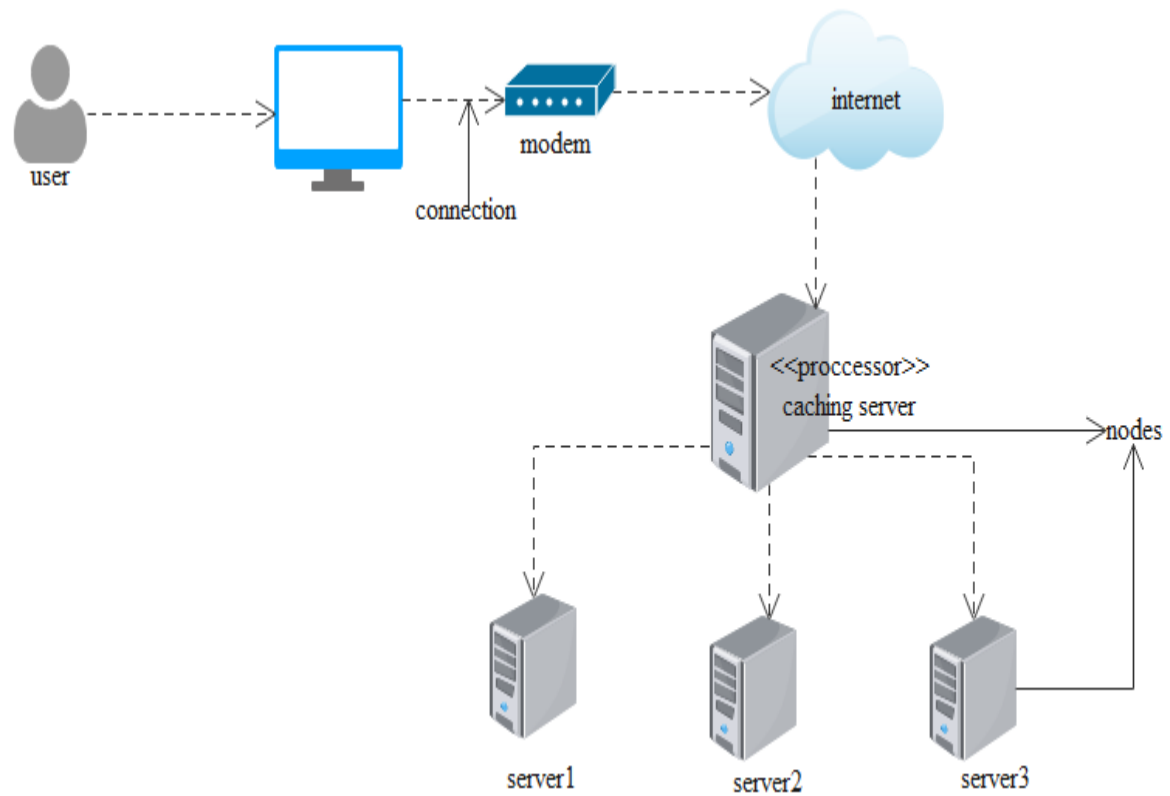 user
connection
modem
internet
<<proccessor>>
caching server
nodes
server1
server2
server3